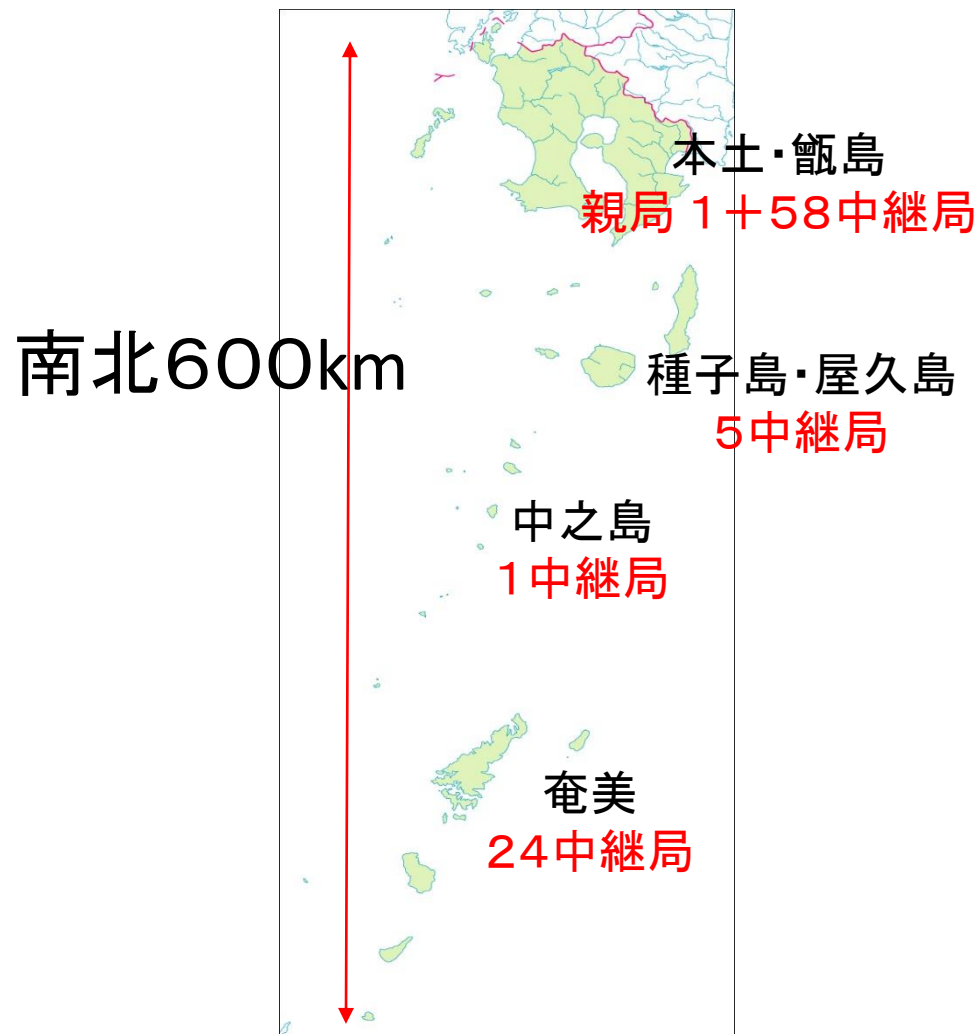 本土・甑島
親局 1+58中継局
南北600km
種子島・屋久島
5中継局
中之島
1中継局
奄美
24中継局